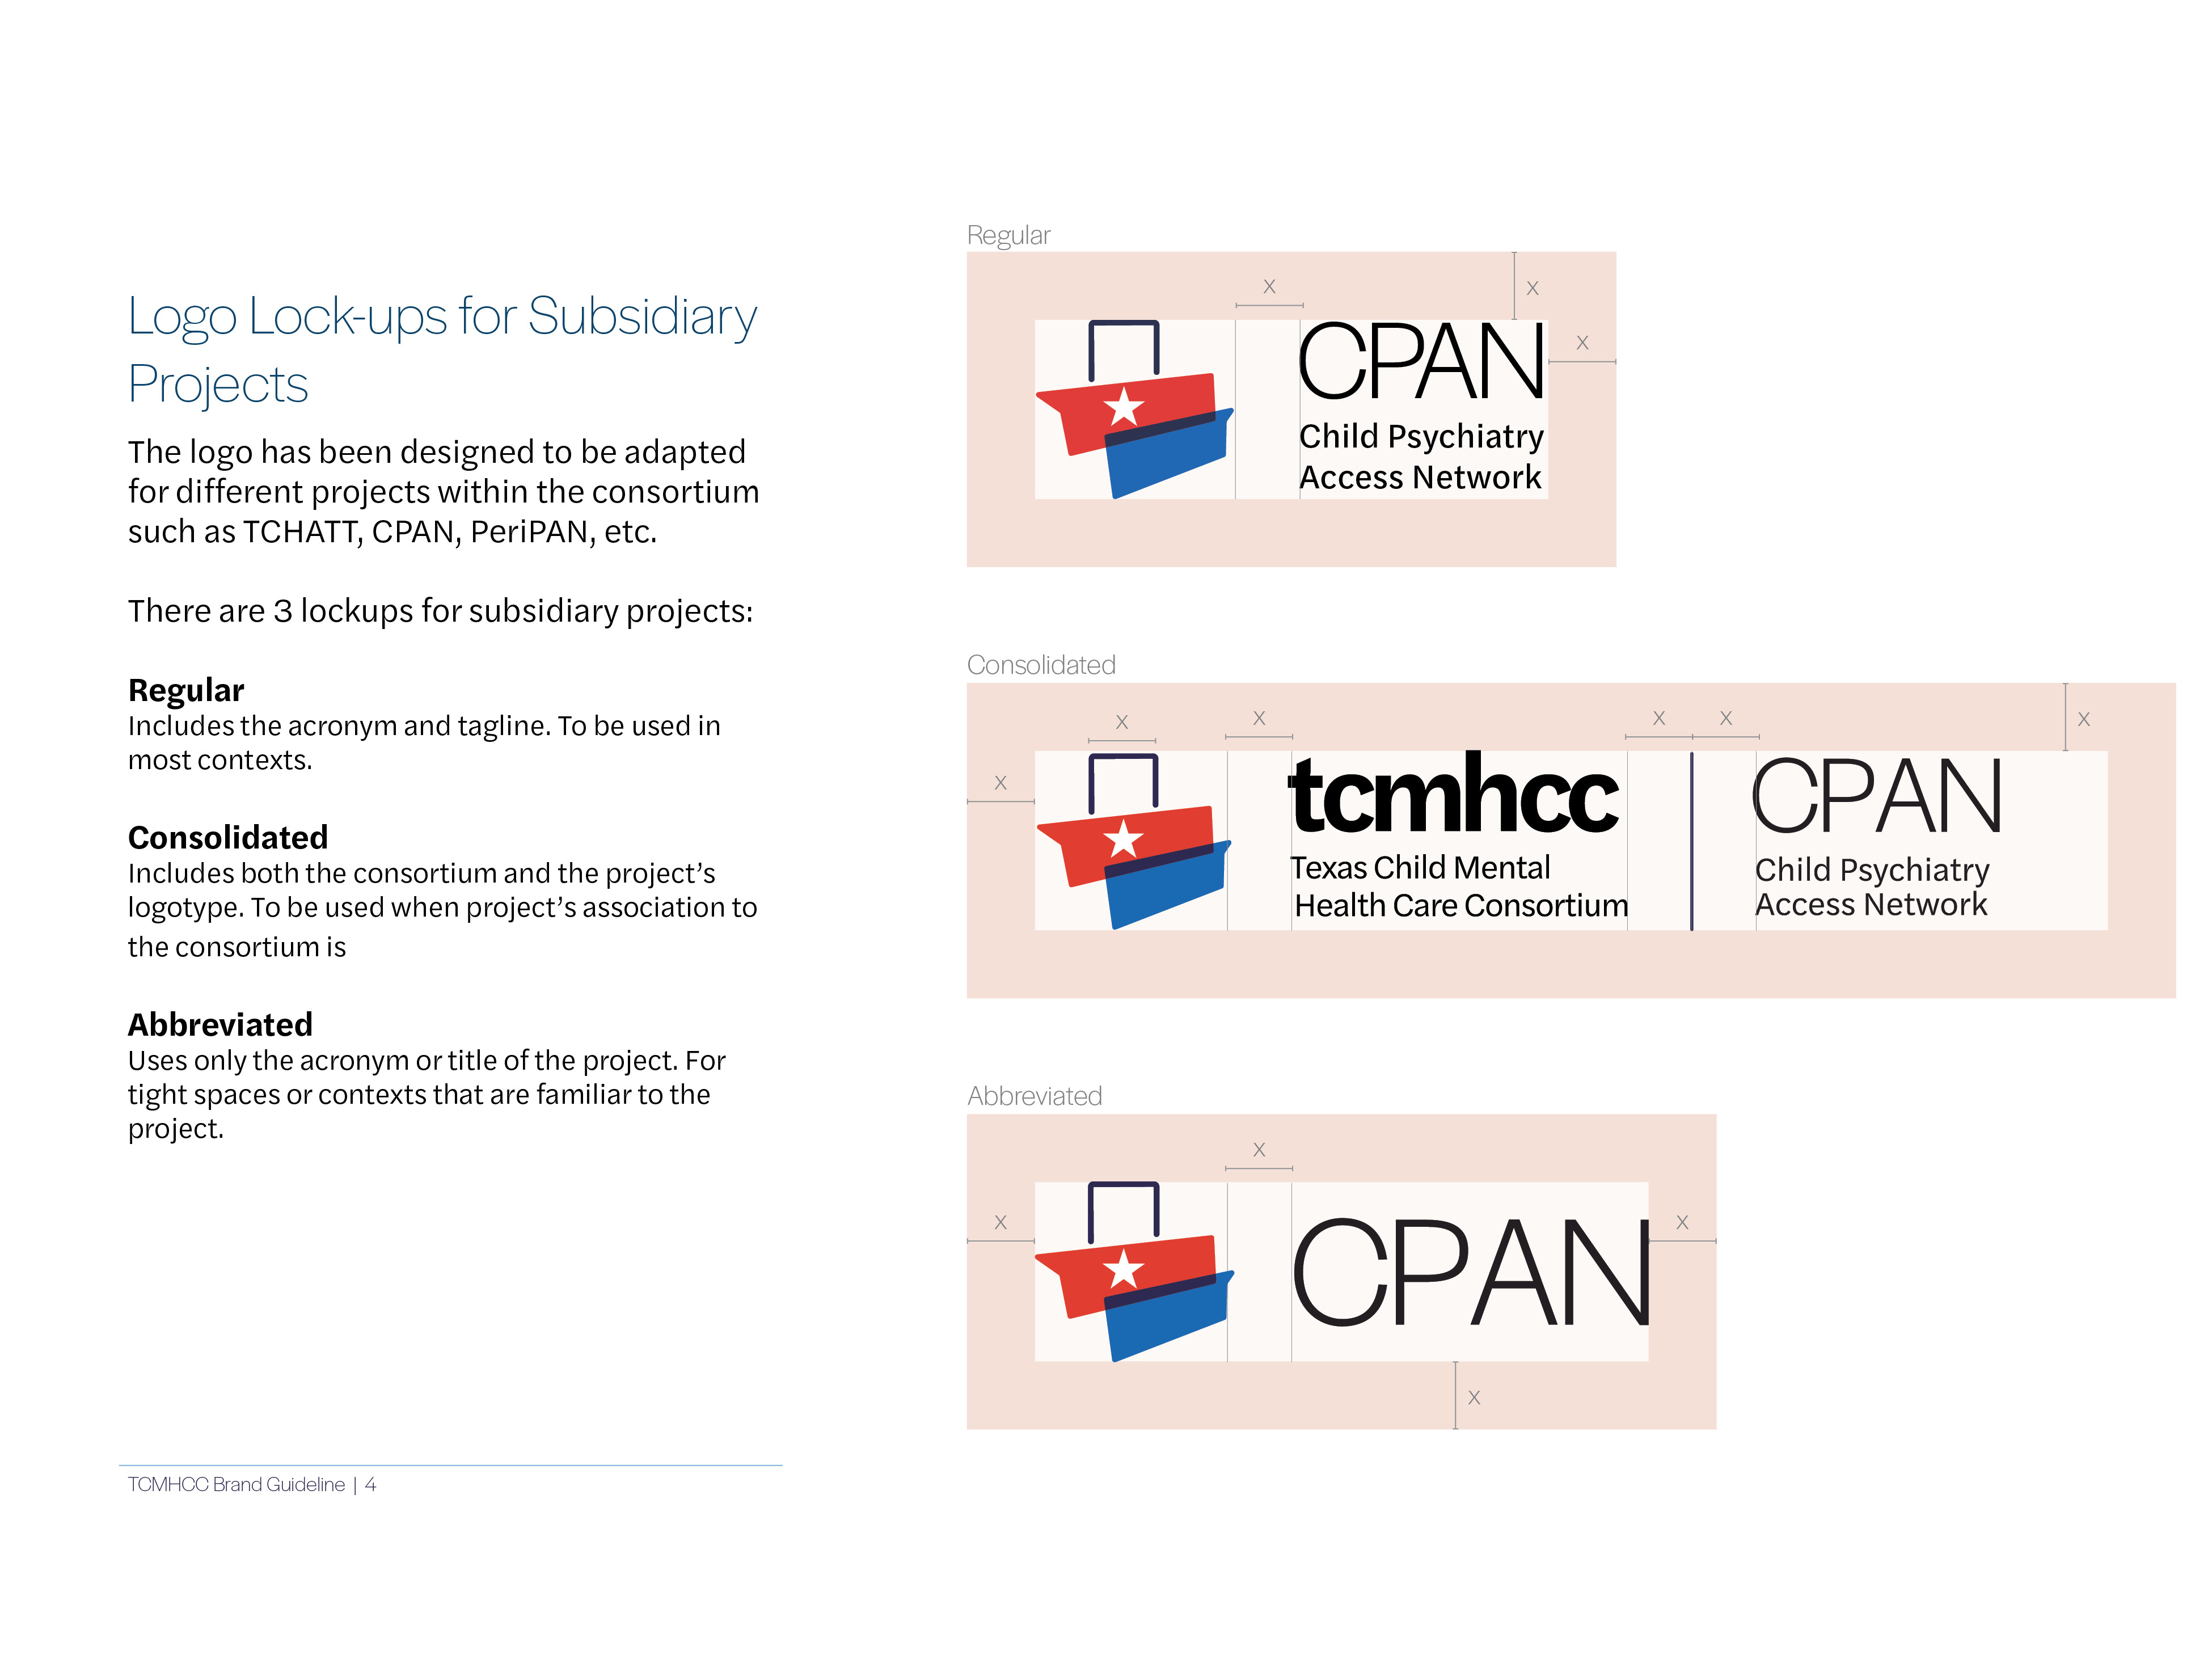 Logo Lock-ups for Subsidiary
Projects
The logo has been designed to be adapted
for different projects within the consortium
such as TCHATT, CPAN, PeriPAN, etc.
There are 3 lockups for subsidiary projects:
Regular
Includes the acronym and tagline. To be used in
most contexts.
Consolidated
Includes both the consortium and the project’s
logotype. To be used when project’s association to
the consortium is
Abbreviated
Uses only the acronym or title of the project. For
tight spaces or contexts that are familiar to the
project.
TCMHCC Brand Guideline | 4
Regular
X
X
X
CPAN
Child Psychiatry
Access Network
Consolidated
X
X
X
X
X
X
tcmhcc
Texas Child Mental
Health Care Consortium
CPAN
Child Psychiatry
Access Network
Abbreviated
X
X
X
CPAN
X